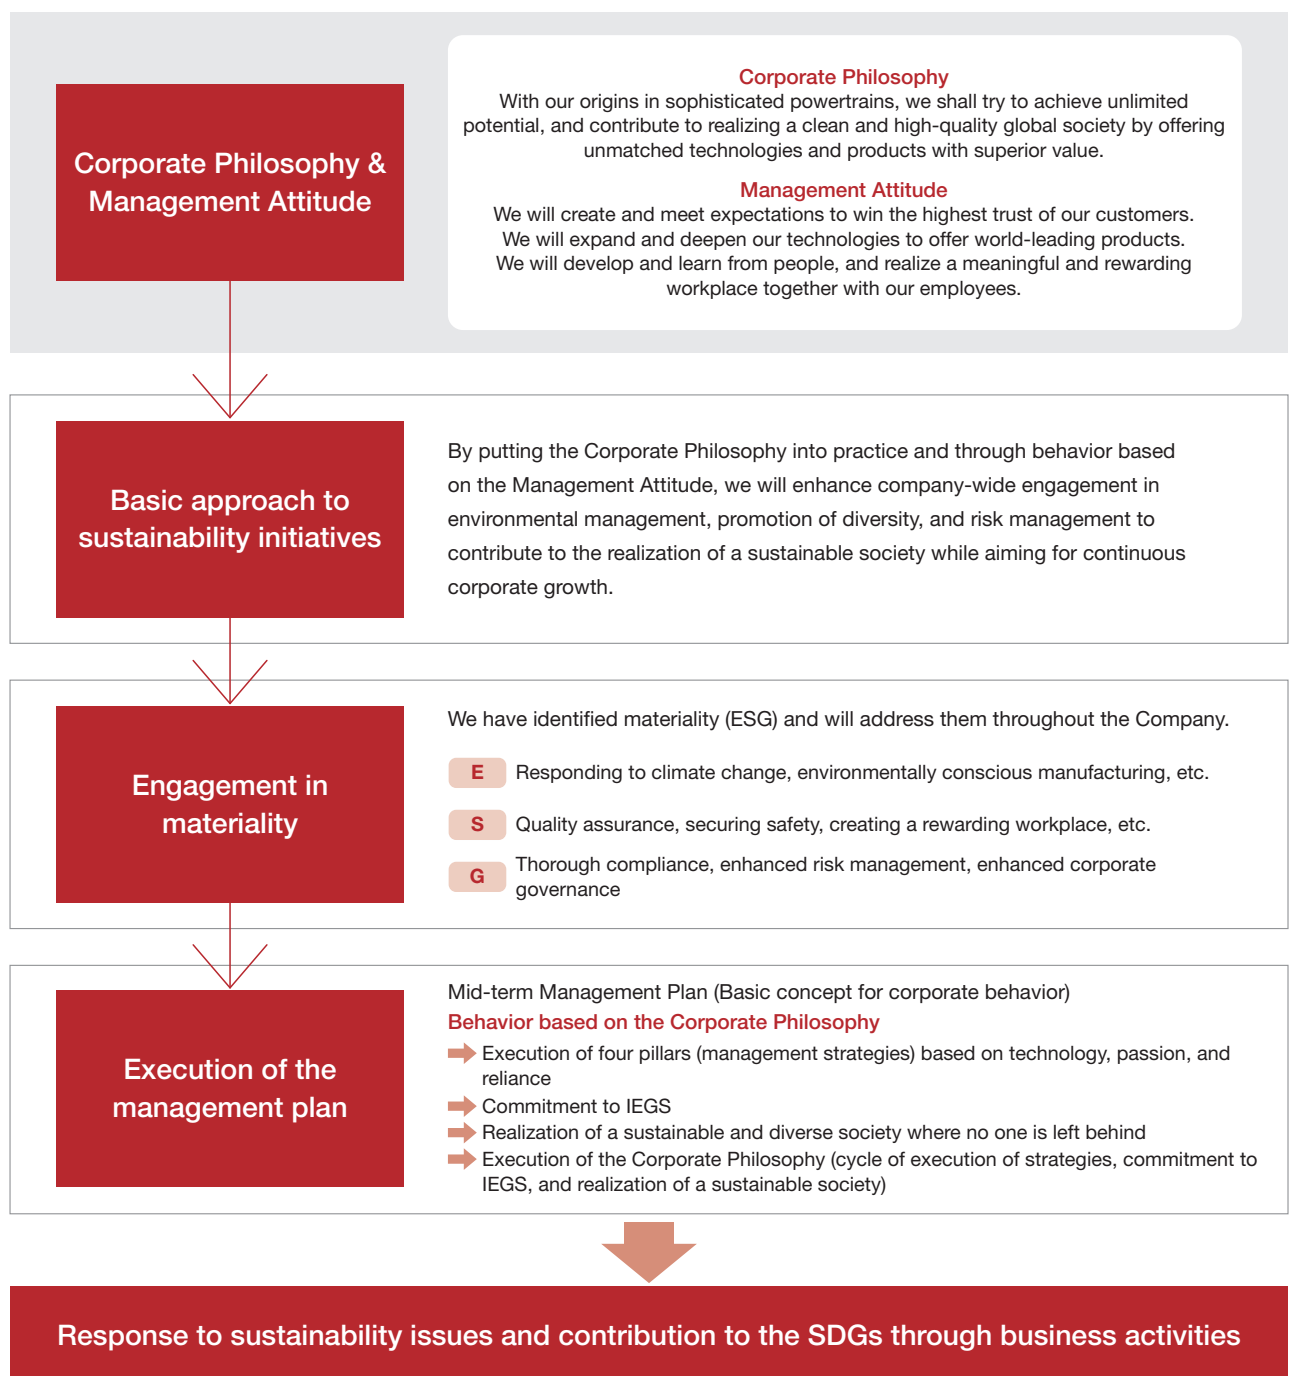 Corporate Philosophy &
Management Attitude
Corporate Philosophy
With our origins in sophisticated powertrains, we shall try to achieve unlimited
potential, and contribute to realizing a clean and high-quality global society by offering
unmatched technologies and products with superior value.
Management Attitude
We will create and meet expectations to win the highest trust of our customers.
We will expand and deepen our technologies to offer world-leading products.
We will develop and learn from people, and realize a meaningful and rewarding
workplace together with our employees.
Basic approach to
sustainability initiatives
By putting the Corporate Philosophy into practice and through behavior based
on the Management Attitude, we will enhance company-wide engagement in
environmental management, promotion of diversity, and risk management to
contribute to the realization of a sustainable society while aiming for continuous
corporate growth.
Engagement in
materiality
We have identified materiality (ESG) and will address them throughout the Company.
E Responding to climate change, environmentally conscious manufacturing, etc.
S Quality assurance, securing safety, creating a rewarding workplace, etc.
G Thorough compliance, enhanced risk management, enhanced corporate
governance
Execution of the
management plan
Mid-term Management Plan (Basic concept for corporate behavior)
Behavior based on the Corporate Philosophy
Execution of four pillars (management strategies) based on technology, passion, and
reliance
Commitment to IEGS
Realization of a sustainable and diverse society where no one is left behind
Execution of the Corporate Philosophy (cycle of execution of strategies, commitment to
IEGS, and realization of a sustainable society)
Response to sustainability issues and contribution to the SDGs through business activities